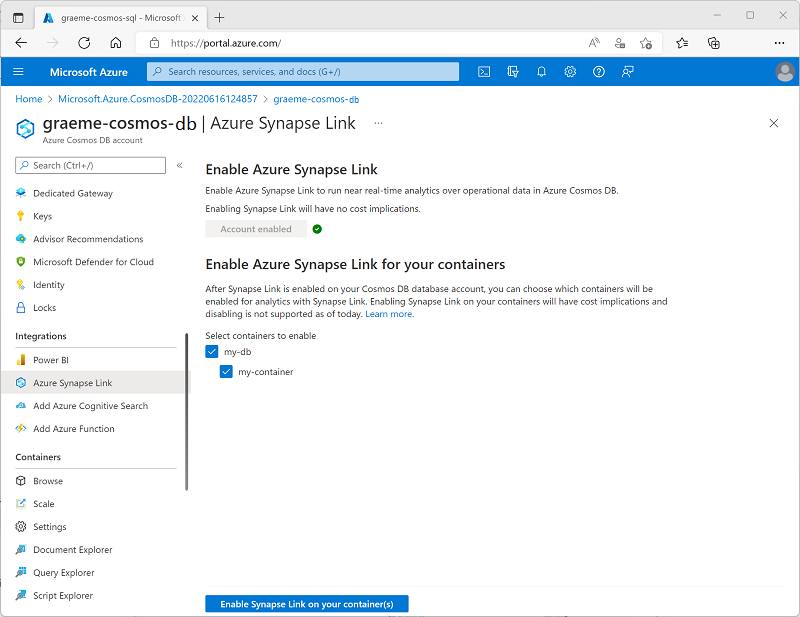 graeme-cosmos-sql - Microsoft
https://portal.azure.com/
Microsoft Azure
Search resources, services, and docs (G+/)
Home > Microsoft.Azure.CosmosDB-20220616124857 > graeme-cosmos-db
graeme-cosmos-db | Azure Synapse Link ...
Azure Cosmos DB account
Search (Ctrl+/)
Dedicated Gateway
Keys
Advisor Recommendations
Microsoft Defender for Cloud
Identity
Locks
Integrations
Power BI
Azure Synapse Link
Add Azure Cognitive Search
Add Azure Function
Containers
Browse
Scale
Settings
Document Explorer
Query Explorer
Script Explorer
Enable Azure Synapse Link
Enable Azure Synapse Link to run near real-time analytics over operational data in Azure Cosmos DB.
Enabling Synapse Link will have no cost implications.
Account enabled
Enable Azure Synapse Link for your containers
After Synapse Link is enabled on your Cosmos DB database account, you can choose which containers will be
enabled for analytics with Synapse Link. Enabling Synapse Link on your containers will have cost implications and
disabling is not supported as of today. Learn more.
Select containers to enable
my-db
my-container
Enable Synapse Link on your container(s)